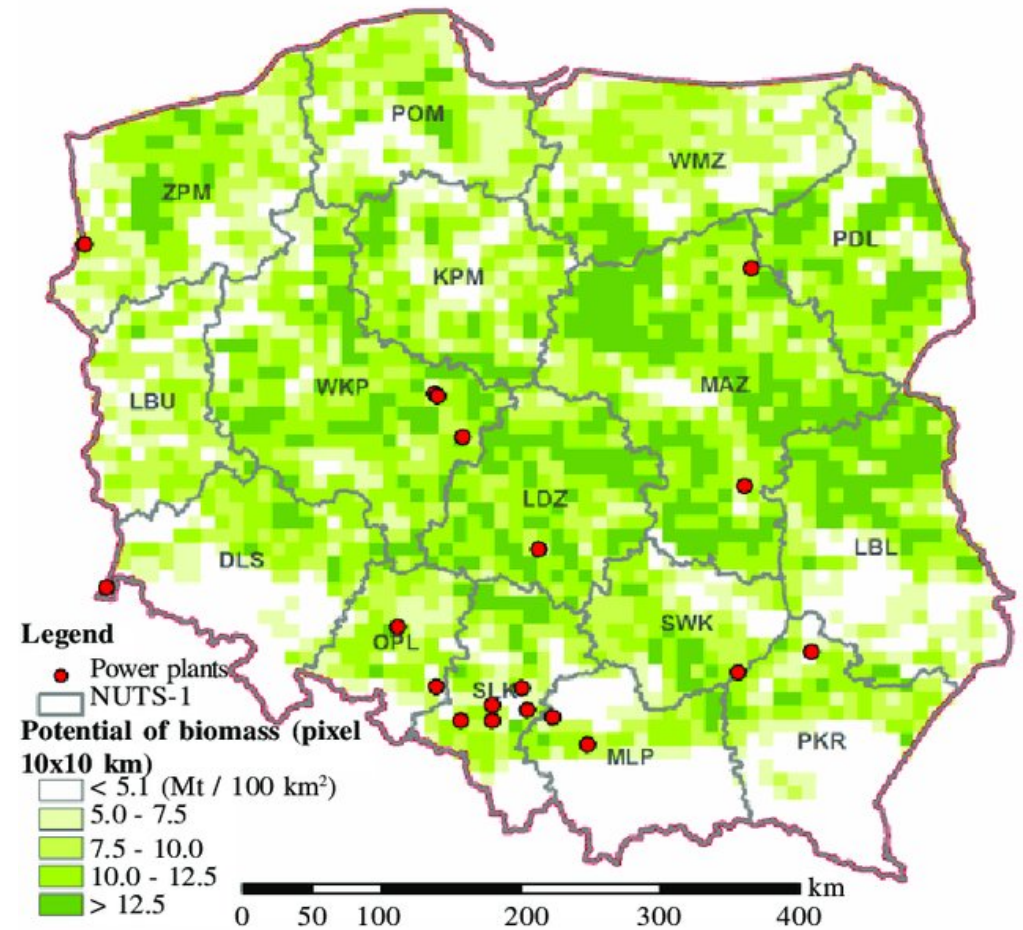 POM
WMZ
ZPM
PDL
KPM
MAZ
WKP
LBU
LDZ
LBL
DLS
SWK
OPL
SLK
PKR
MLP
Legend
Power plants
NUTS-1
Potential of biomass (pixel
10x10 km)
< 5.1 (Mt / 100 km²)
5.0 - 7.5
7.5 - 10.0
10.0 - 12.5
> 12.5
km
0 50 100 200 300 400